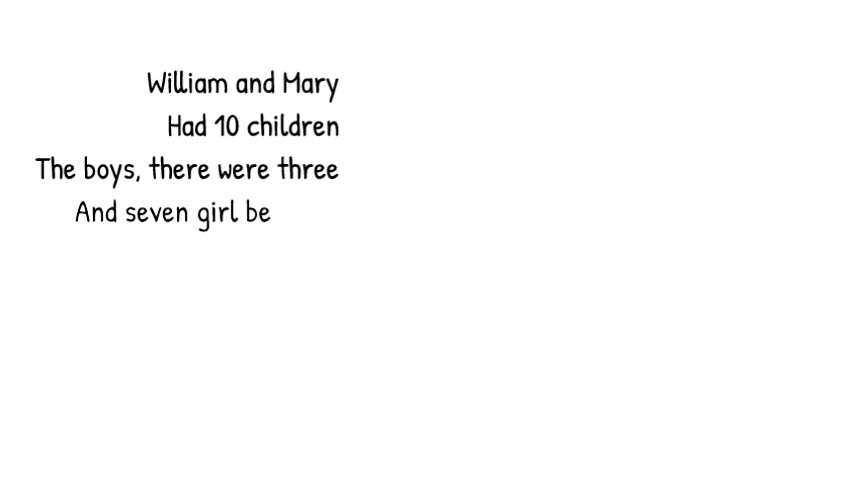 William and Mary
Had 10 children
The boys, there were three
And seven girl be